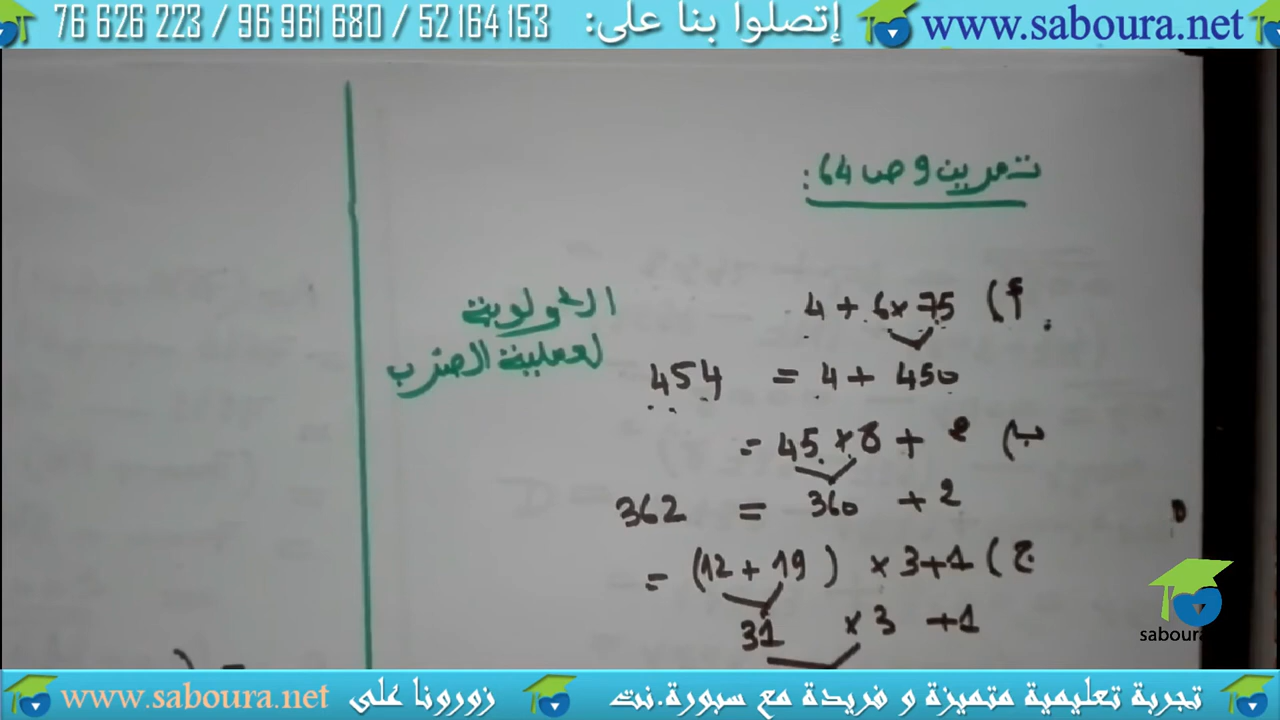 www.saboura.net إتصلوا بنا على: 76 626 223 / 96 961 680 / 52 164 153
تمرين 9 ص 64:
أ) 4 + 6 × 75
454 = 4 + 450
الأولوية
لعملية الضرب
ب) 2 + 8 × 45 =
362 = 360 + 2
ج) (12 + 19) × 3 + 1 =
31 × 3 + 1
saboura
تجربة تعليمية متميزة و فريدة مع سبورة.نت زورونا على www.saboura.net